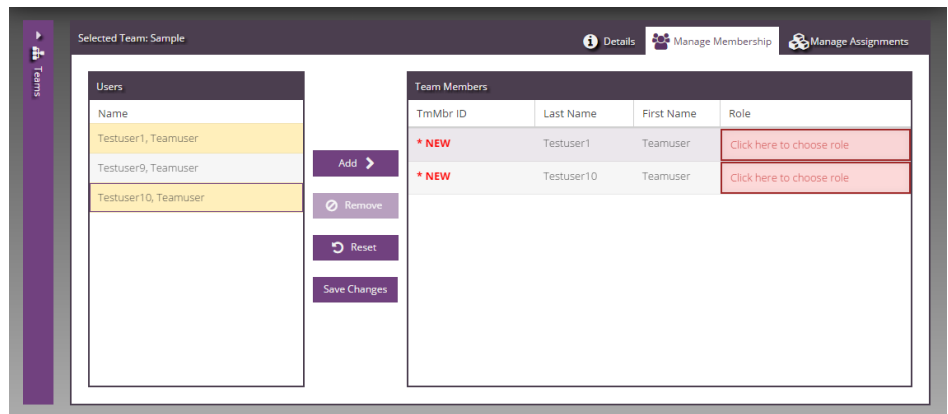 Teams
Selected Team: Sample
Details
Manage Membership
Manage Assignments
Users
Name
Testuser1, Teamuser
Testuser9, Teamuser
Testuser10, Teamuser
Add
Remove
Reset
Save Changes
Team Members
TmMbr ID Last Name First Name Role
* NEW Testuser1 Teamuser Click here to choose role
* NEW Testuser10 Teamuser Click here to choose role